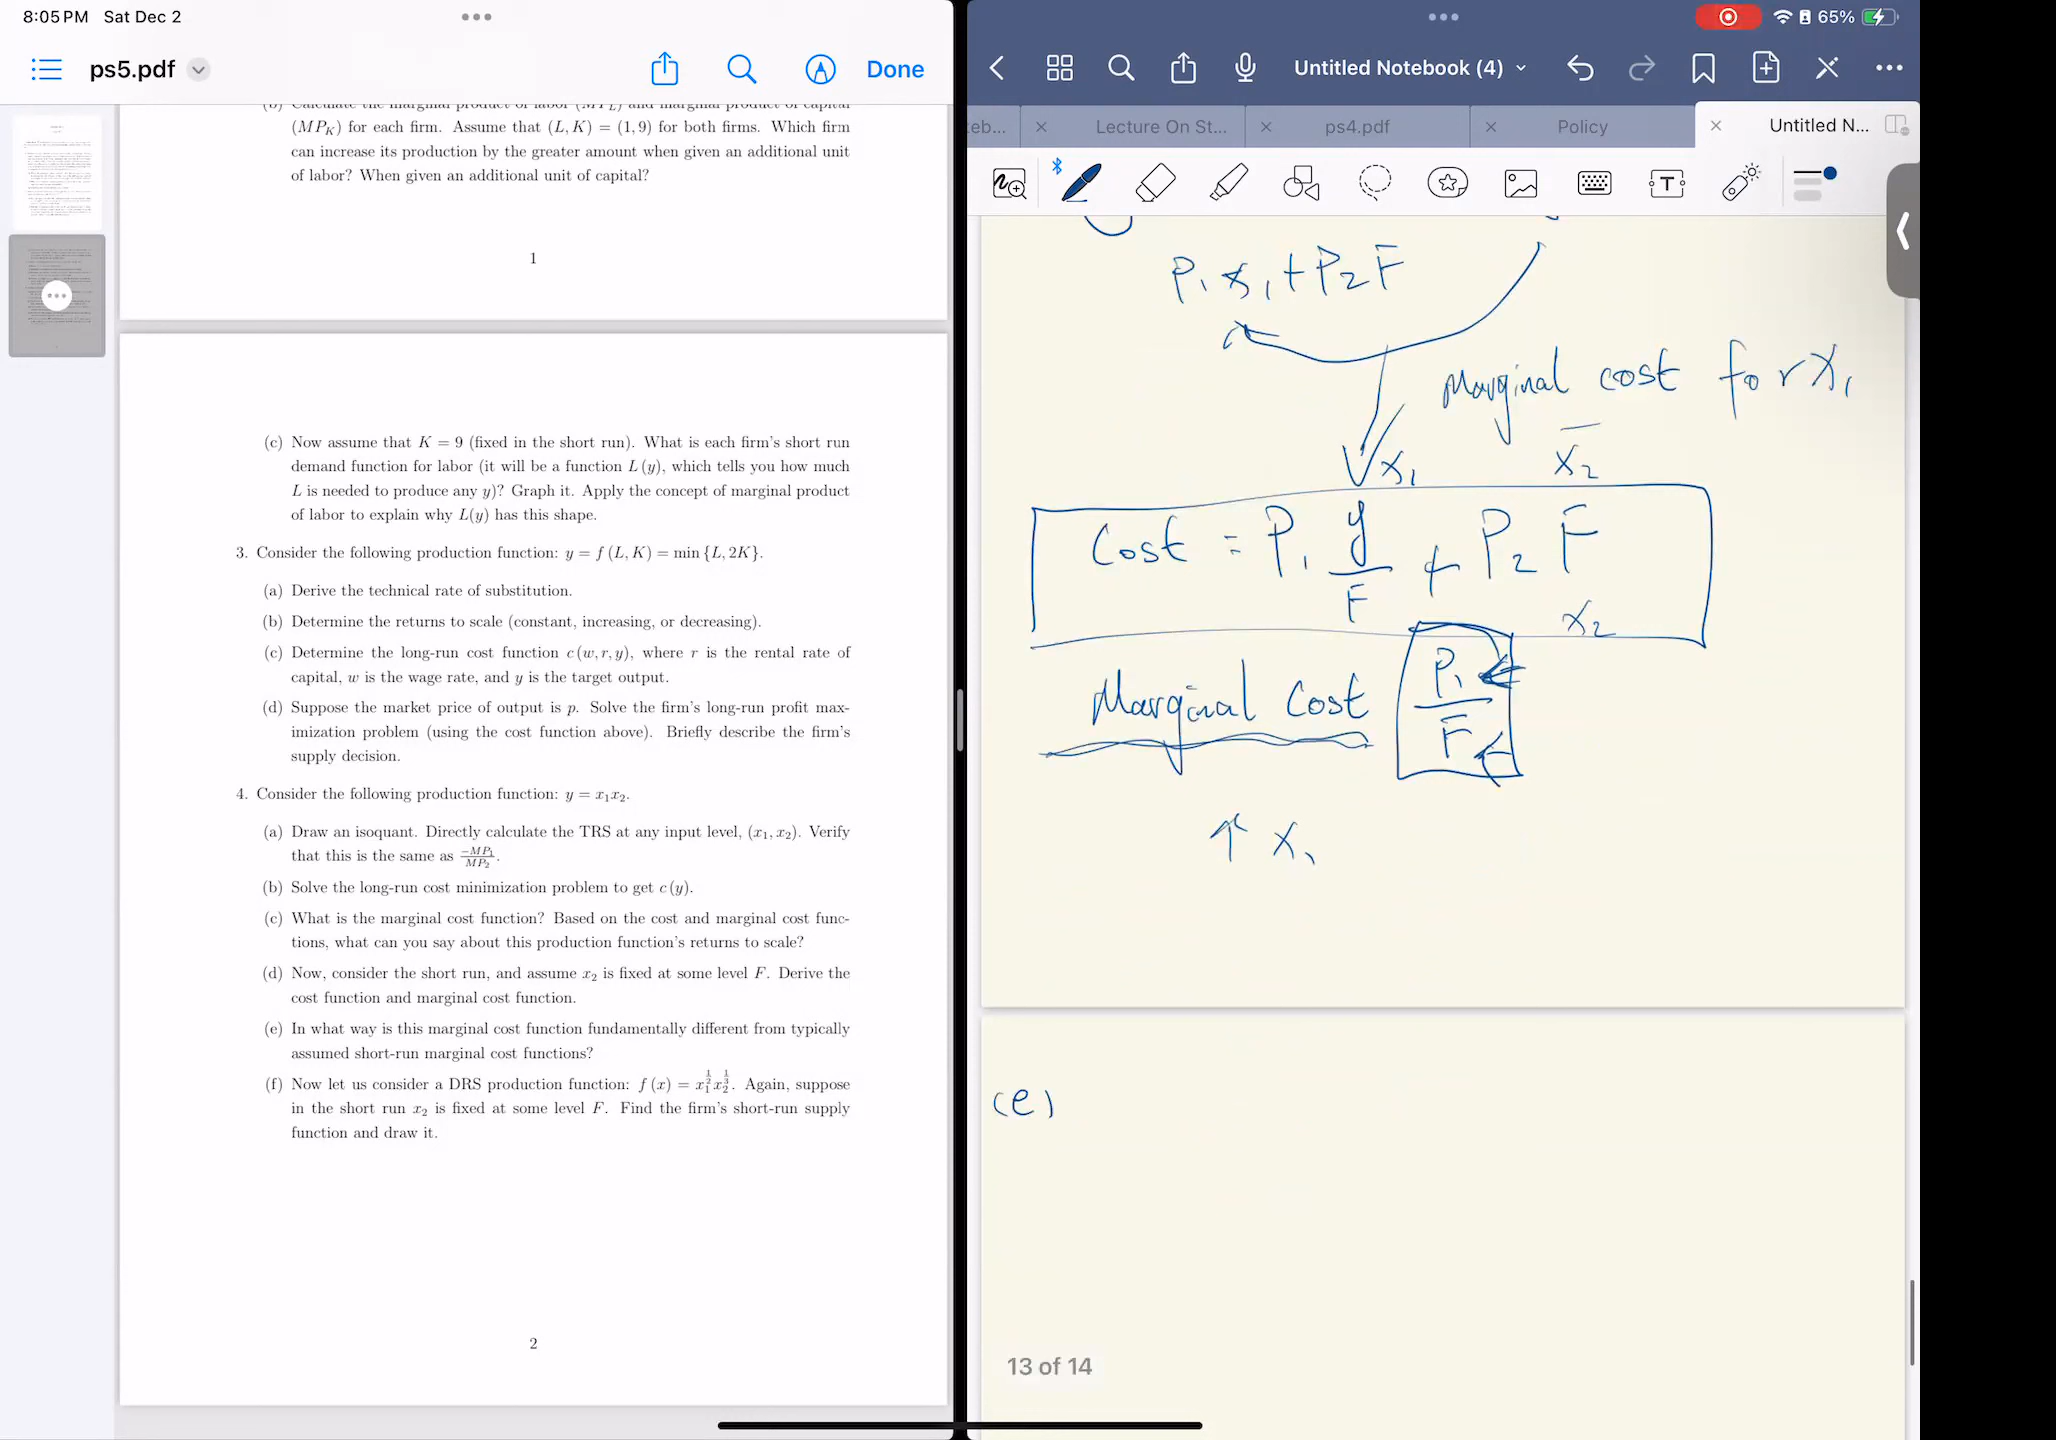 8:05 PM Sat Dec 2
ps5.pdf
Done
(b) Calculate the marginal product of labor (MP_L) and marginal product of capital
(MP_K) for each firm. Assume that (L, K) = (1, 9) for both firms. Which firm
can increase its production by the greater amount when given an additional unit
of labor? When given an additional unit of capital?
1
(c) Now assume that K = 9 (fixed in the short run). What is each firm's short run
demand function for labor (it will be a function L (y), which tells you how much
L is needed to produce any y)? Graph it. Apply the concept of marginal product
of labor to explain why L(y) has this shape.
3. Consider the following production function: y = f (L, K) = min {L, 2K}.
(a) Derive the technical rate of substitution.
(b) Determine the returns to scale (constant, increasing, or decreasing).
(c) Determine the long-run cost function c (w, r, y), where r is the rental rate of
capital, w is the wage rate, and y is the target output.
(d) Suppose the market price of output is p. Solve the firm's long-run profit max-
imization problem (using the cost function above). Briefly describe the firm's
supply decision.
4. Consider the following production function: y = x₁x₂.
(a) Draw an isoquant. Directly calculate the TRS at any input level, (x₁, x₂). Verify
that this is the same as −MP₁/MP₂.
(b) Solve the long-run cost minimization problem to get c (y).
(c) What is the marginal cost function? Based on the cost and marginal cost func-
tions, what can you say about this production function's returns to scale?
(d) Now, consider the short run, and assume x₂ is fixed at some level F. Derive the
cost function and marginal cost function.
(e) In what way is this marginal cost function fundamentally different from typically
assumed short-run marginal cost functions?
(f) Now let us consider a DRS production function: f (x) = x₁^(1/2) x₂^(1/3). Again, suppose
in the short run x₂ is fixed at some level F. Find the firm's short-run supply
function and draw it.
2
65%
Untitled Notebook (4)
eb...
Lecture On St...
ps4.pdf
Policy
Untitled N...
P₁x₁ + P₂F
Marginal cost for x₁
x₁ x̄₂
Cost = P₁ y/F + P₂ F
x₂
Marginal Cost P₁/F
↑ x₁
(e)
13 of 14